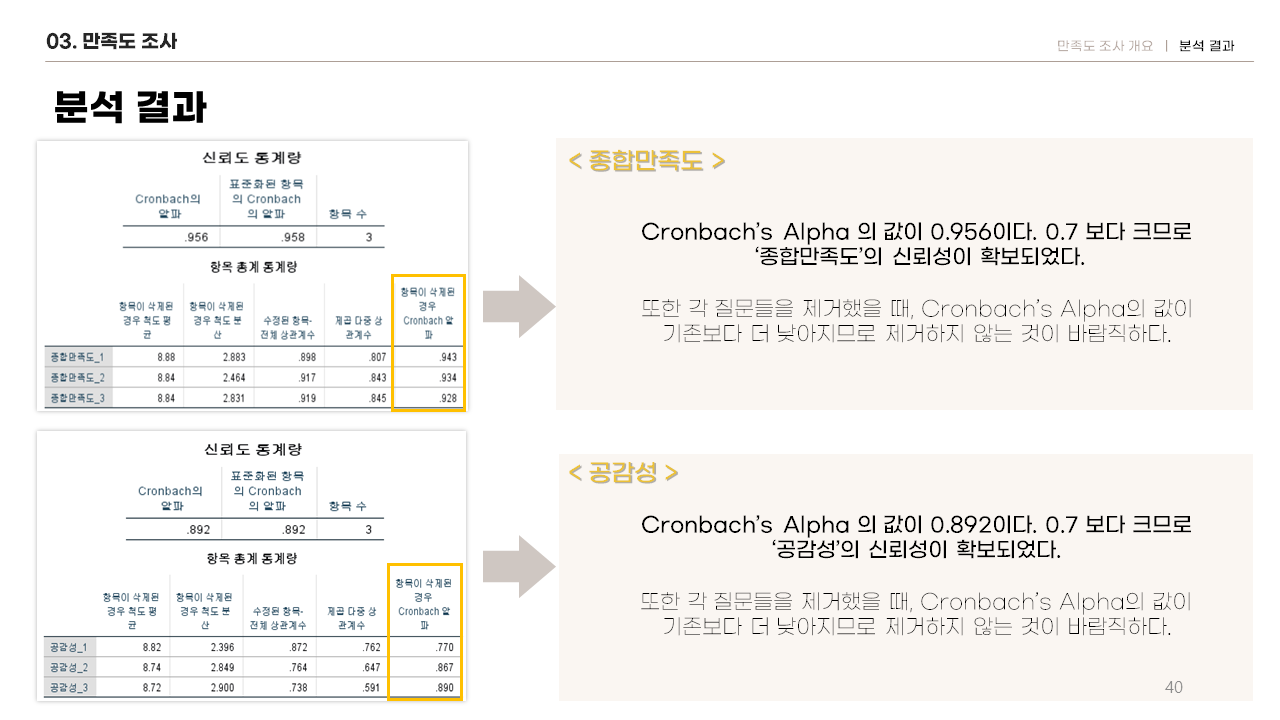 03. 만족도 조사
만족도 조사 개요 | 분석 결과
분석 결과
신뢰도 통계량
Cronbach의 알파
표준화된 항목의 Cronbach의 알파
항목 수
.956 .958 3
항목 총계 통계량
항목이 삭제된 경우 척도 평균
항목이 삭제된 경우 척도 분산
수정된 항목-전체 상관계수
제곱 다중 상관계수
항목이 삭제된 경우 Cronbach 알파
종합만족도_1 8.88 2.883 .898 .807 .943
종합만족도_2 8.84 2.464 .917 .843 .934
종합만족도_3 8.84 2.831 .919 .845 .928
< 종합만족도 >
Cronbach's Alpha 의 값이 0.956이다. 0.7 보다 크므로
'종합만족도'의 신뢰성이 확보되었다.
또한 각 질문들을 제거했을 때, Cronbach's Alpha의 값이
기존보다 더 낮아지므로 제거하지 않는 것이 바람직하다.
신뢰도 통계량
Cronbach의 알파
표준화된 항목의 Cronbach의 알파
항목 수
.892 .892 3
항목 총계 통계량
항목이 삭제된 경우 척도 평균
항목이 삭제된 경우 척도 분산
수정된 항목-전체 상관계수
제곱 다중 상관계수
항목이 삭제된 경우 Cronbach 알파
공감성_1 8.82 2.396 .872 .762 .770
공감성_2 8.74 2.849 .764 .647 .867
공감성_3 8.72 2.900 .738 .591 .890
< 공감성 >
Cronbach's Alpha 의 값이 0.892이다. 0.7 보다 크므로
'공감성'의 신뢰성이 확보되었다.
또한 각 질문들을 제거했을 때, Cronbach's Alpha의 값이
기존보다 더 낮아지므로 제거하지 않는 것이 바람직하다.
40